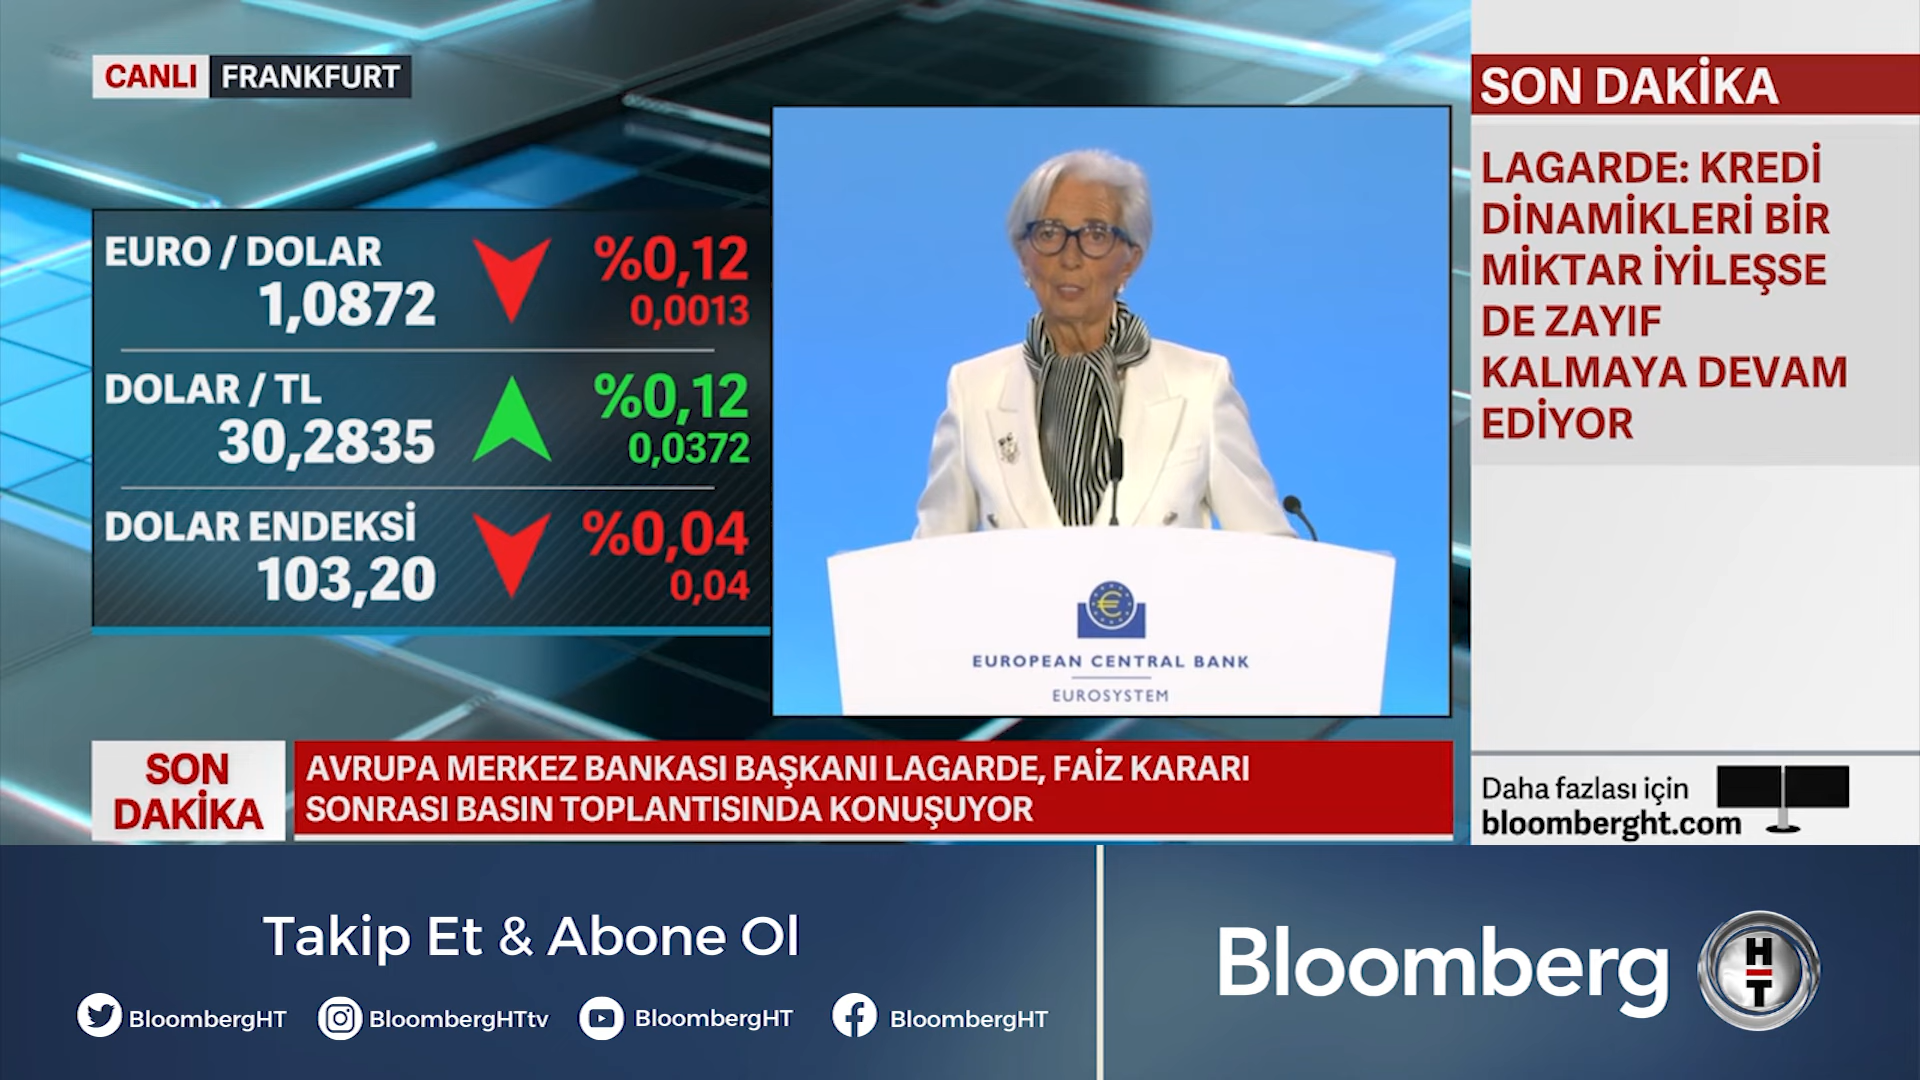 CANLI FRANKFURT
EURO / DOLAR
1,0872
%0,12
0,0013
DOLAR / TL
30,2835
%0,12
0,0372
DOLAR ENDEKSİ
103,20
%0,04
0,04
EUROPEAN CENTRAL BANK
EUROSYSTEM
SON DAKİKA
LAGARDE: KREDİ
DİNAMİKLERİ BİR
MİKTAR İYİLEŞSE
DE ZAYIF
KALMAYA DEVAM
EDİYOR
Daha fazlası için
bloomberght.com
SON
DAKİKA
AVRUPA MERKEZ BANKASI BAŞKANI LAGARDE, FAİZ KARARI
SONRASI BASIN TOPLANTISINDA KONUŞUYOR
Takip Et & Abone Ol
BloombergHT
BloombergHTtv
BloombergHT
BloombergHT
Bloomberg HT